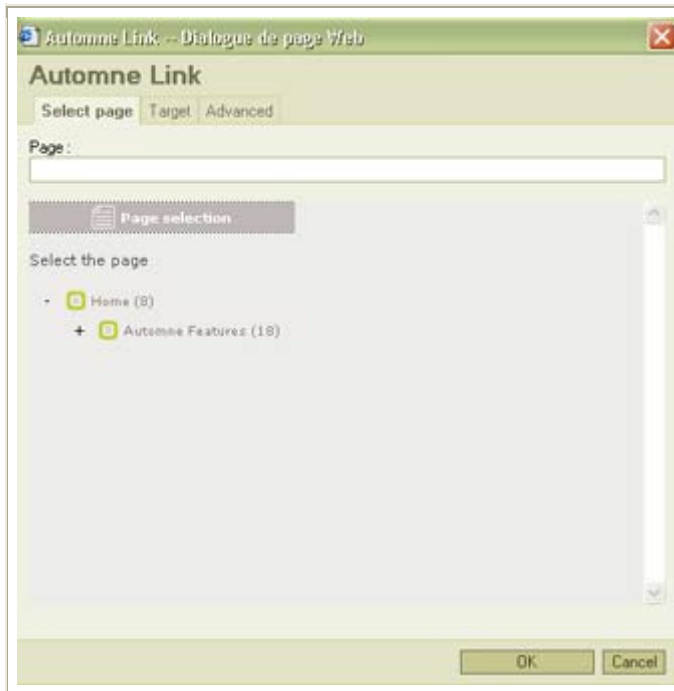 Automne Link -- Dialogue de page Web
Automne Link
Select page Target Advanced
Page :
Page selection
Select the page
- Home (8)
+ Automne Features (18)
OK Cancel